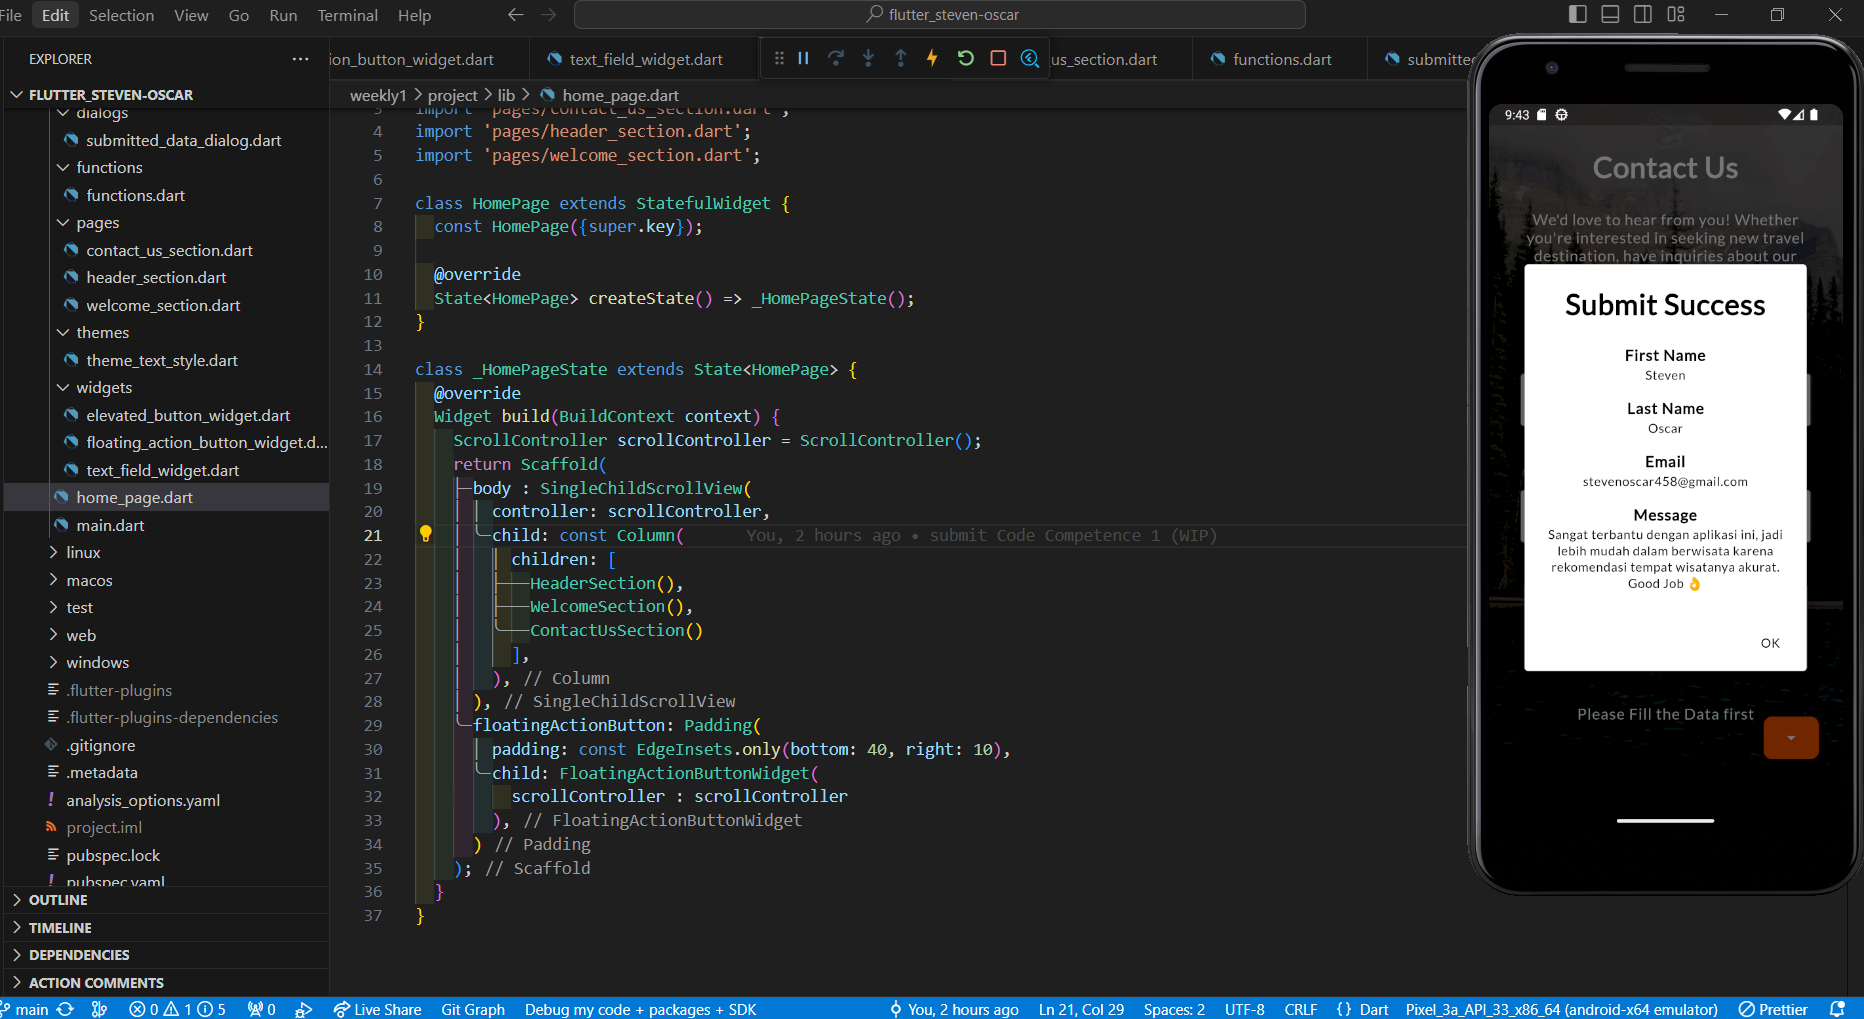 File Edit Selection View Go Run Terminal Help
flutter_steven-oscar
EXPLORER
FLUTTER_STEVEN-OSCAR
dialogs
submitted_data_dialog.dart
functions
functions.dart
pages
contact_us_section.dart
header_section.dart
welcome_section.dart
themes
theme_text_style.dart
widgets
elevated_button_widget.dart
floating_action_button_widget.d...
text_field_widget.dart
home_page.dart
main.dart
linux
macos
test
web
windows
.flutter-plugins
.flutter-plugins-dependencies
.gitignore
.metadata
analysis_options.yaml
project.iml
pubspec.lock
pubspec.yaml
OUTLINE
TIMELINE
DEPENDENCIES
ACTION COMMENTS
ion_button_widget.dart text_field_widget.dart us_section.dart functions.dart submitte
weekly1 > project > lib > home_page.dart
3 import 'pages/contact_us_section.dart';
4 import 'pages/header_section.dart';
5 import 'pages/welcome_section.dart';
6
7 class HomePage extends StatefulWidget {
8 const HomePage({super.key});
9
10 @override
11 State<HomePage> createState() => _HomePageState();
12 }
13
14 class _HomePageState extends State<HomePage> {
15 @override
16 Widget build(BuildContext context) {
17 ScrollController scrollController = ScrollController();
18 return Scaffold(
19 body : SingleChildScrollView(
20 controller: scrollController,
21 child: const Column( You, 2 hours ago • submit Code Competence 1 (WIP)
22 children: [
23 HeaderSection(),
24 WelcomeSection(),
25 ContactUsSection()
26 ],
27 ), // Column
28 ), // SingleChildScrollView
29 floatingActionButton: Padding(
30 padding: const EdgeInsets.only(bottom: 40, right: 10),
31 child: FloatingActionButtonWidget(
32 scrollController : scrollController
33 ), // FloatingActionButtonWidget
34 ) // Padding
35 ); // Scaffold
36 }
37 }
9:43
Contact Us
We'd love to hear from you! Whether
you're interested in seeking new travel
destination, have inquiries about our
Submit Success
First Name
Steven
Last Name
Oscar
Email
stevenoscar458@gmail.com
Message
Sangat terbantu dengan aplikasi ini, jadi
lebih mudah dalam berwisata karena
rekomendasi tempat wisatanya akurat.
Good Job 👌
OK
Please Fill the Data first
main 0 1 5 0 Live Share Git Graph Debug my code + packages + SDK You, 2 hours ago Ln 21, Col 29 Spaces: 2 UTF-8 CRLF {} Dart Pixel_3a_API_33_x86_64 (android-x64 emulator) Prettier